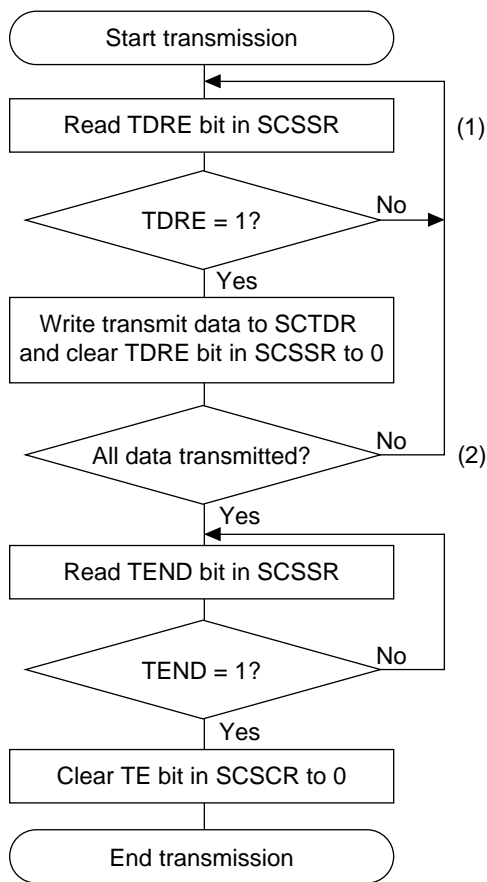 Start transmission
Read TDRE bit in SCSSR
(1)
TDRE = 1?
No
Yes
Write transmit data to SCTDR
and clear TDRE bit in SCSSR to 0
All data transmitted?
No
(2)
Yes
Read TEND bit in SCSSR
TEND = 1?
No
Yes
Clear TE bit in SCSCR to 0
End transmission